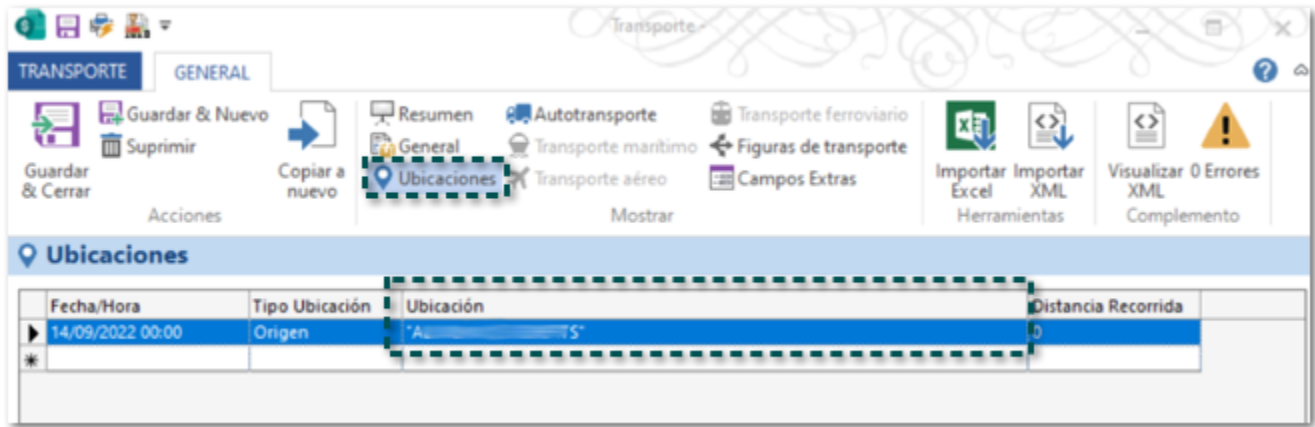 Transporte -
TRANSPORTE GENERAL
Guardar & Cerrar
Guardar & Nuevo
Suprimir
Copiar a nuevo
Acciones
Resumen
General
Ubicaciones
Autotransporte
Transporte marítimo
Transporte aéreo
Transporte ferroviario
Figuras de transporte
Campos Extras
Mostrar
Importar Excel
Importar XML
Herramientas
Visualizar XML
0 Errores
Complemento
Ubicaciones
Fecha/Hora Tipo Ubicación Ubicación Distancia Recorrida
14/09/2022 00:00 Origen 0